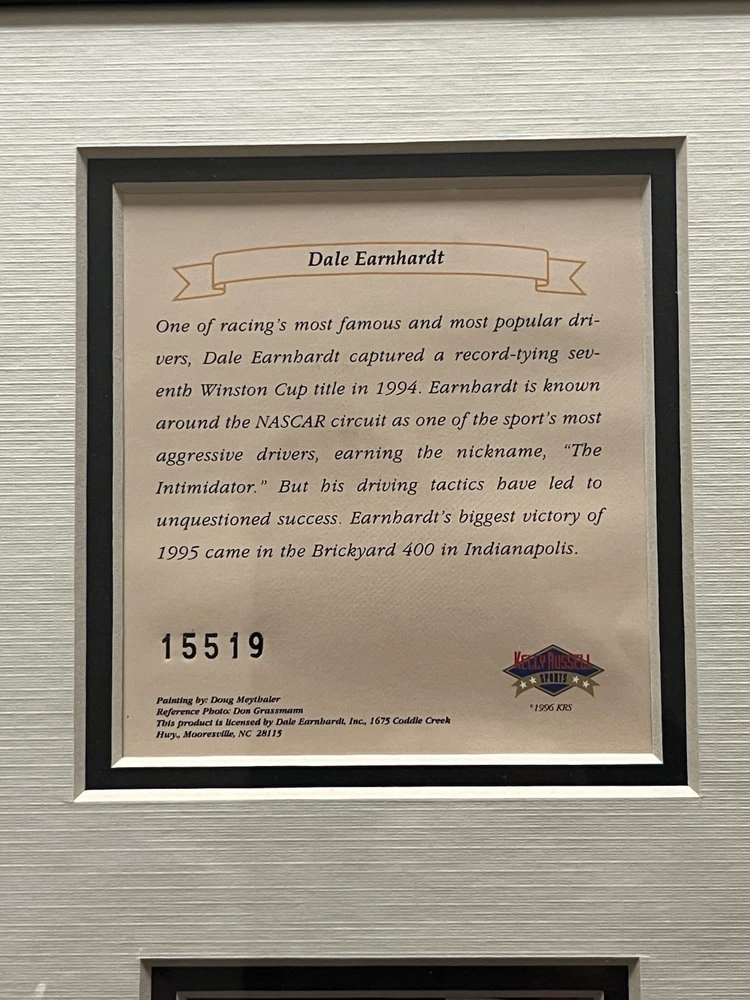 Dale Earnhardt
One of racing's most famous and most popular dri-
vers, Dale Earnhardt captured a record-tying sev-
enth Winston Cup title in 1994. Earnhardt is known
around the NASCAR circuit as one of the sport's most
aggressive drivers, earning the nickname, "The
Intimidator." But his driving tactics have led to
unquestioned success. Earnhardt's biggest victory of
1995 came in the Brickyard 400 in Indianapolis.
15519
KELLY RUSSELL
SPORTS
©1996 KRS
Painting by: Doug Meythaler
Reference Photo: Don Grassmann
This product is licensed by Dale Earnhardt, Inc., 1675 Coddle Creek
Hwy., Mooresville, NC 28115